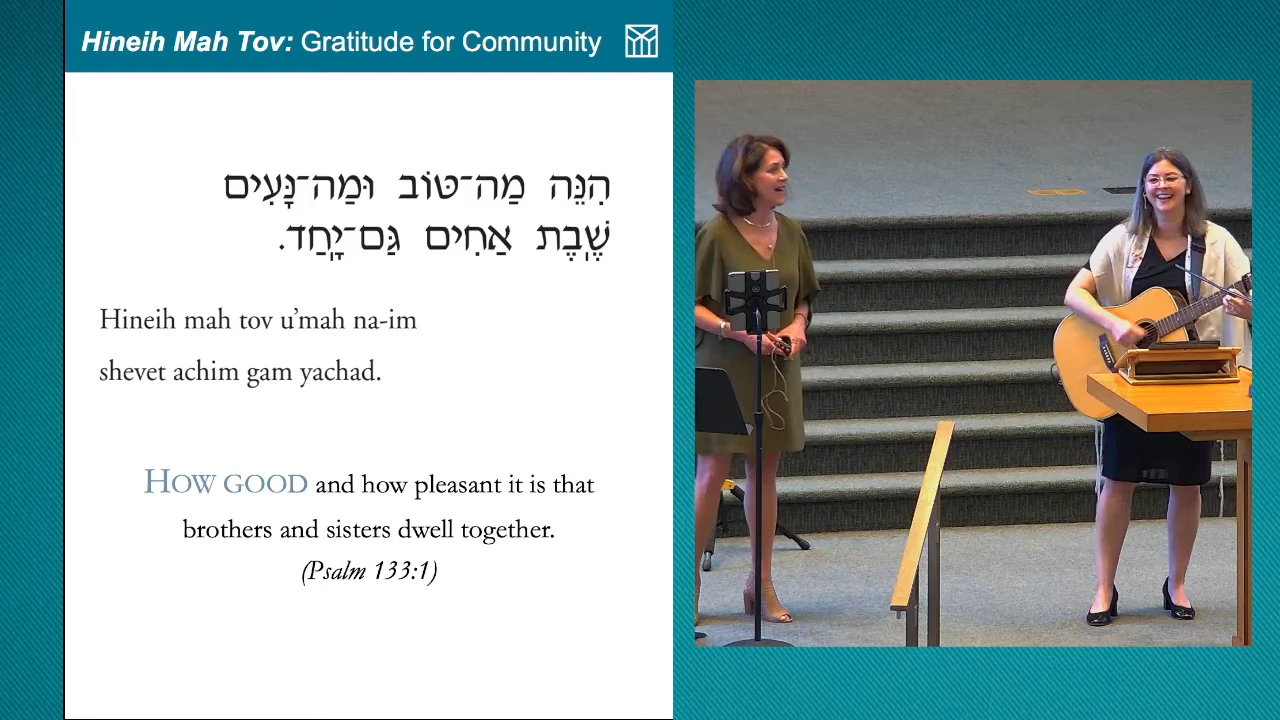 Hineih Mah Tov: Gratitude for Community
הִנֵּה מַה־טּוֹב וּמַה־נָּעִים
שֶֽׁבֶת אַחִים גַּם־יָֽחַד.
Hineih mah tov u’mah na-im
shevet achim gam yachad.
HOW GOOD and how pleasant it is that
brothers and sisters dwell together.
(Psalm 133:1)